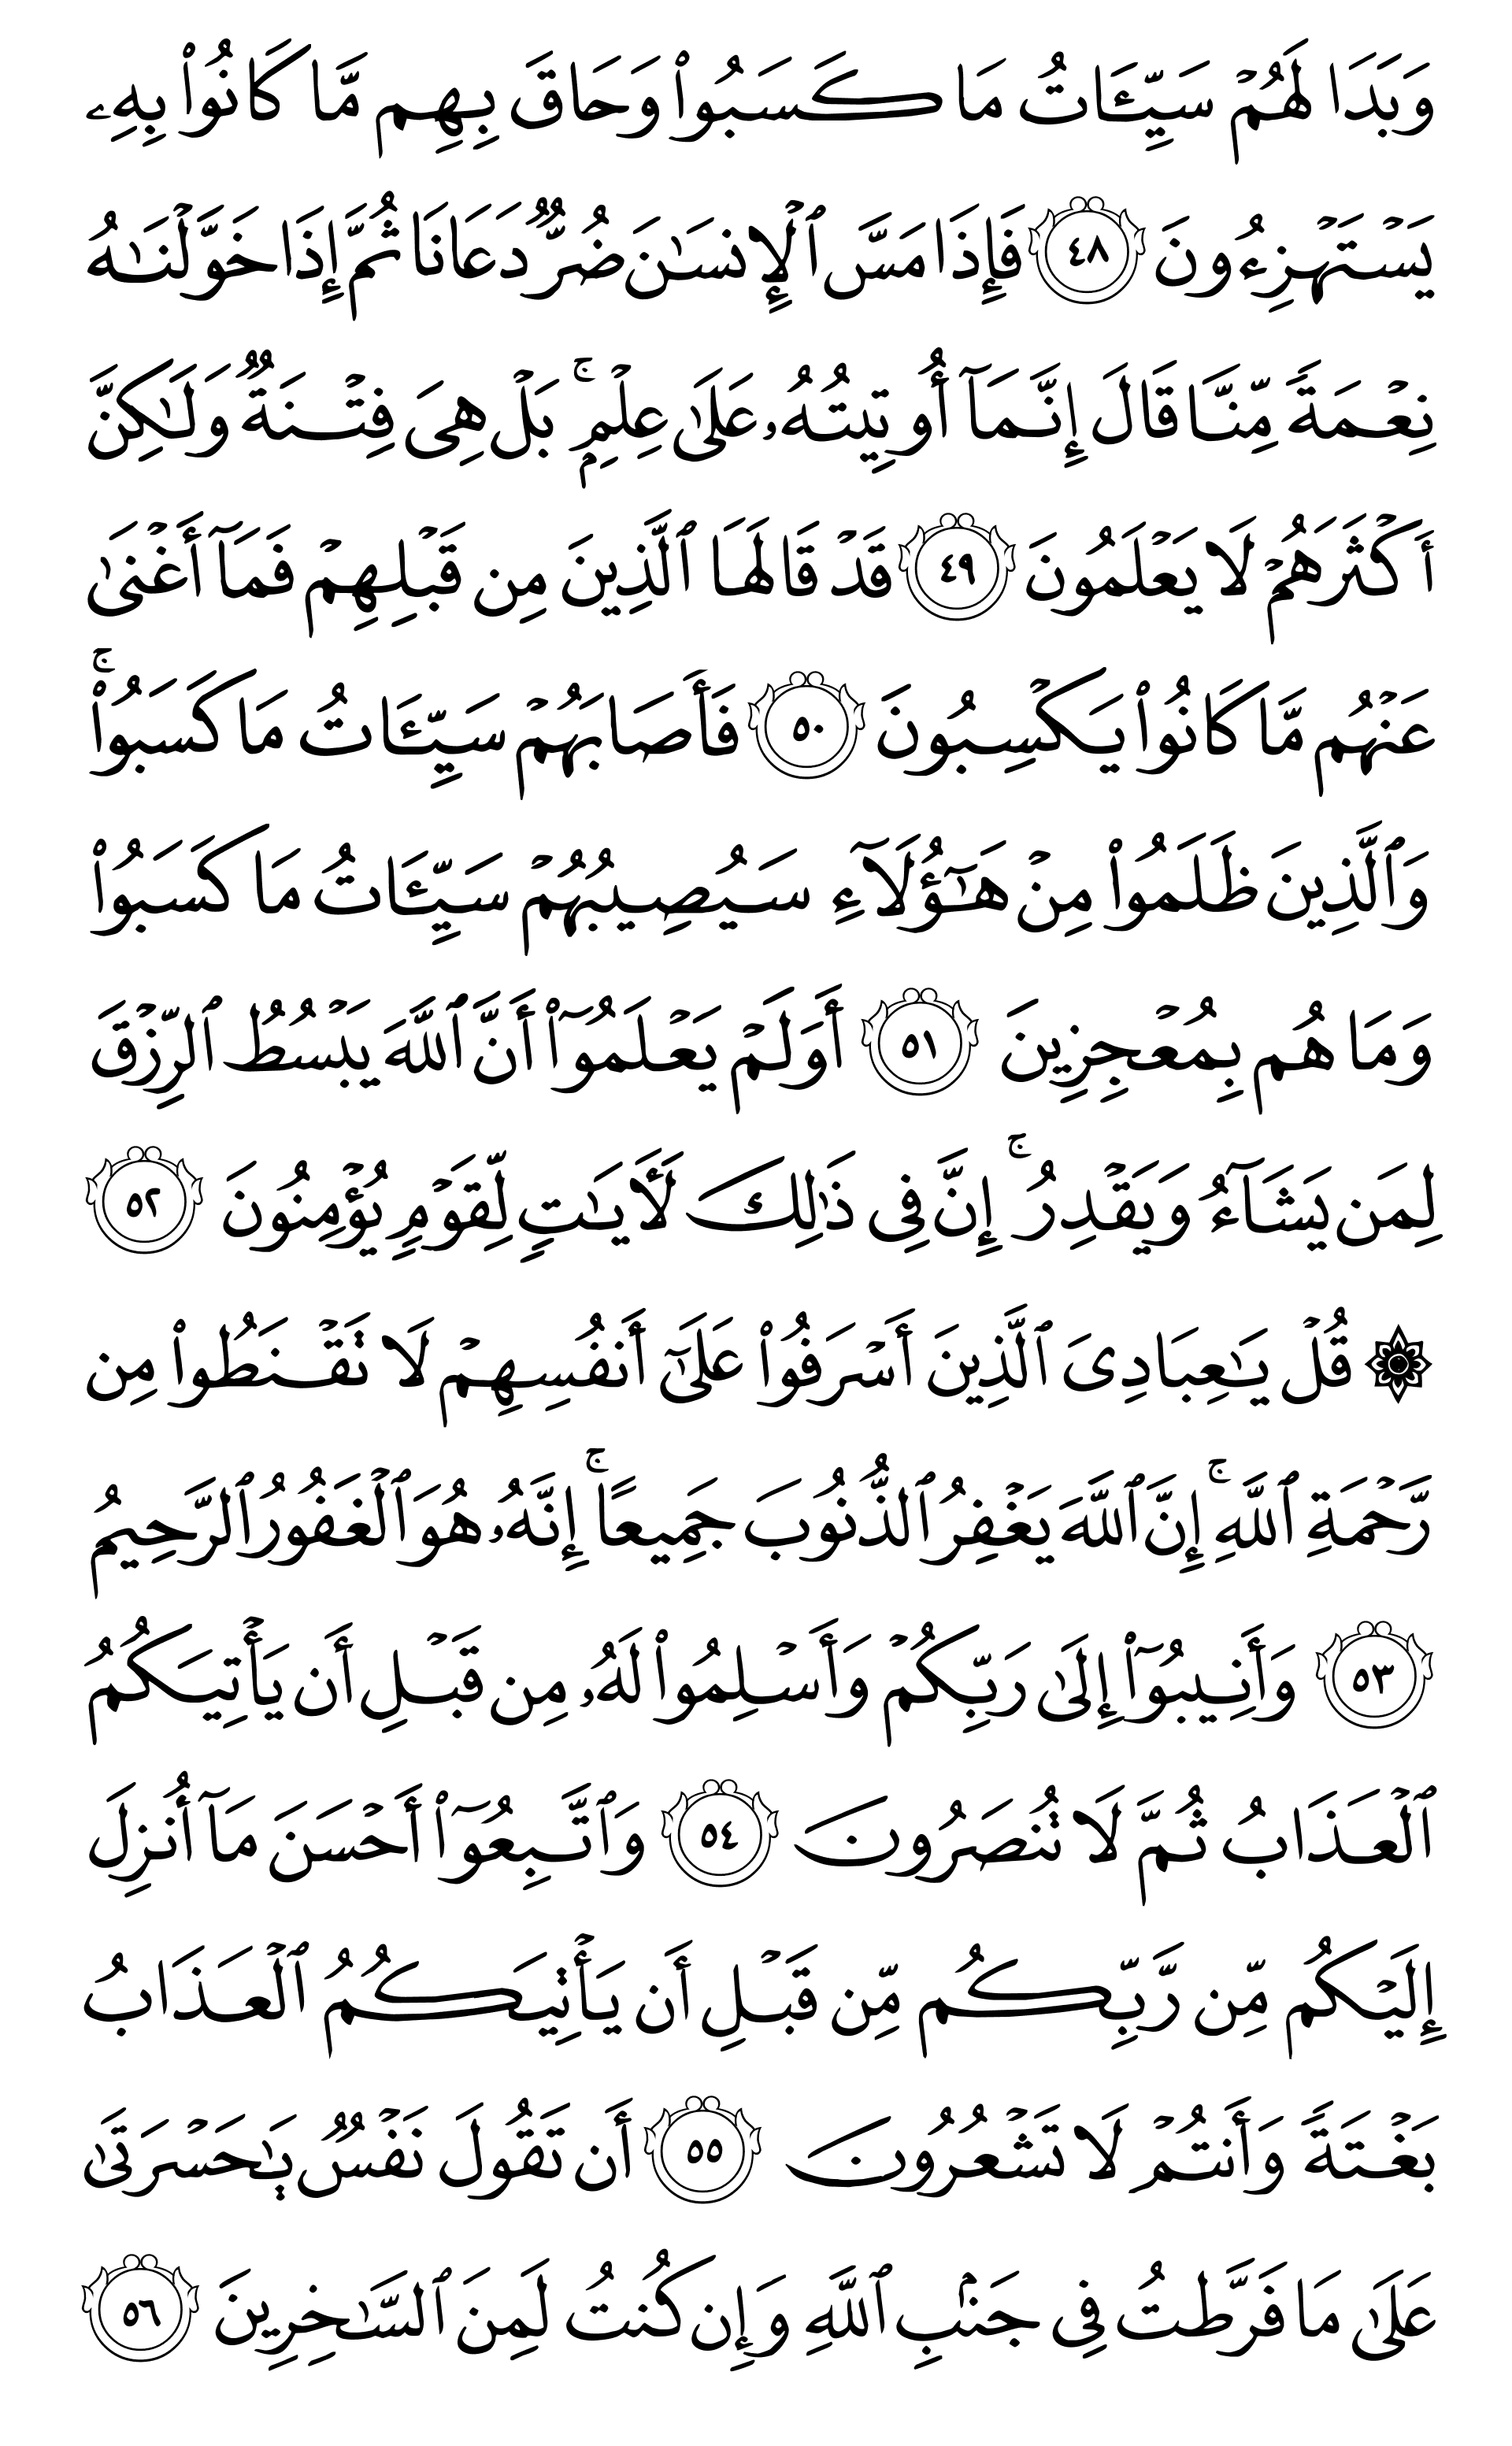 وَبَدَا لَهُمْ سَيِّـَٔاتُ مَا كَسَبُوا۟ وَحَاقَ بِهِم مَّا كَانُوا۟ بِهِۦ
يَسْتَهْزِءُونَ ٤٨ فَإِذَا مَسَّ ٱلْإِنسَـٰنَ ضُرٌّ دَعَانَا ثُمَّ إِذَا خَوَّلْنَـٰهُ
نِعْمَةً مِّنَّا قَالَ إِنَّمَآ أُوتِيتُهُۥ عَلَىٰ عِلْمٍۭ ۚ بَلْ هِىَ فِتْنَةٌ وَلَـٰكِنَّ
أَكْثَرَهُمْ لَا يَعْلَمُونَ ٤٩ قَدْ قَالَهَا ٱلَّذِينَ مِن قَبْلِهِمْ فَمَآ أَغْنَىٰ
عَنْهُم مَّا كَانُوا۟ يَكْسِبُونَ ٥٠ فَأَصَابَهُمْ سَيِّـَٔاتُ مَا كَسَبُوا۟ ۚ
وَٱلَّذِينَ ظَلَمُوا۟ مِنْ هَـٰٓؤُلَآءِ سَيُصِيبُهُمْ سَيِّـَٔاتُ مَا كَسَبُوا۟
وَمَا هُم بِمُعْجِزِينَ ٥١ أَوَلَمْ يَعْلَمُوٓا۟ أَنَّ ٱللَّهَ يَبْسُطُ ٱلرِّزْقَ
لِمَن يَشَآءُ وَيَقْدِرُ ۚ إِنَّ فِى ذَٰلِكَ لَـَٔايَـٰتٍ لِّقَوْمٍ يُؤْمِنُونَ ٥٢
۞ قُلْ يَـٰعِبَادِىَ ٱلَّذِينَ أَسْرَفُوا۟ عَلَىٰٓ أَنفُسِهِمْ لَا تَقْنَطُوا۟ مِن
رَّحْمَةِ ٱللَّهِ ۚ إِنَّ ٱللَّهَ يَغْفِرُ ٱلذُّنُوبَ جَمِيعًا ۚ إِنَّهُۥ هُوَ ٱلْغَفُورُ ٱلرَّحِيمُ
٥٣ وَأَنِيبُوٓا۟ إِلَىٰ رَبِّكُمْ وَأَسْلِمُوا۟ لَهُۥ مِن قَبْلِ أَن يَأْتِيَكُمُ
ٱلْعَذَابُ ثُمَّ لَا تُنصَرُونَ ٥٤ وَٱتَّبِعُوٓا۟ أَحْسَنَ مَآ أُنزِلَ
إِلَيْكُم مِّن رَّبِّكُم مِّن قَبْلِ أَن يَأْتِيَكُمُ ٱلْعَذَابُ
بَغْتَةً وَأَنتُمْ لَا تَشْعُرُونَ ٥٥ أَن تَقُولَ نَفْسٌ يَـٰحَسْرَتَىٰ
عَلَىٰ مَا فَرَّطتُ فِى جَنۢبِ ٱللَّهِ وَإِن كُنتُ لَمِنَ ٱلسَّـٰخِرِينَ ٥٦